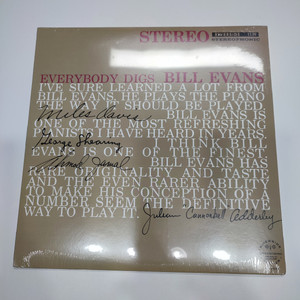 STEREO
EVERYBODY DIGS BILL EVANS
I'VE SURE LEARNED A LOT FROM
BILL EVANS. HE PLAYS THE PIANO
THE WAY IT SHOULD BE PLAYED.
Miles Davis BILL EVANS IS
ONE OF THE MOST REFRESHING
PIANISTS I HAVE HEARD IN YEARS.
George Shearing I THINK BILL
EVANS IS ONE OF THE FINEST.
Ahmad Jamal BILL EVANS HAS
RARE ORIGINALITY AND TASTE
AND THE EVEN RARER ABILITY
TO MAKE HIS CONCEPTION OF A
NUMBER SEEM THE DEFINITIVE
WAY TO PLAY IT.
Julian Cannonball Adderley